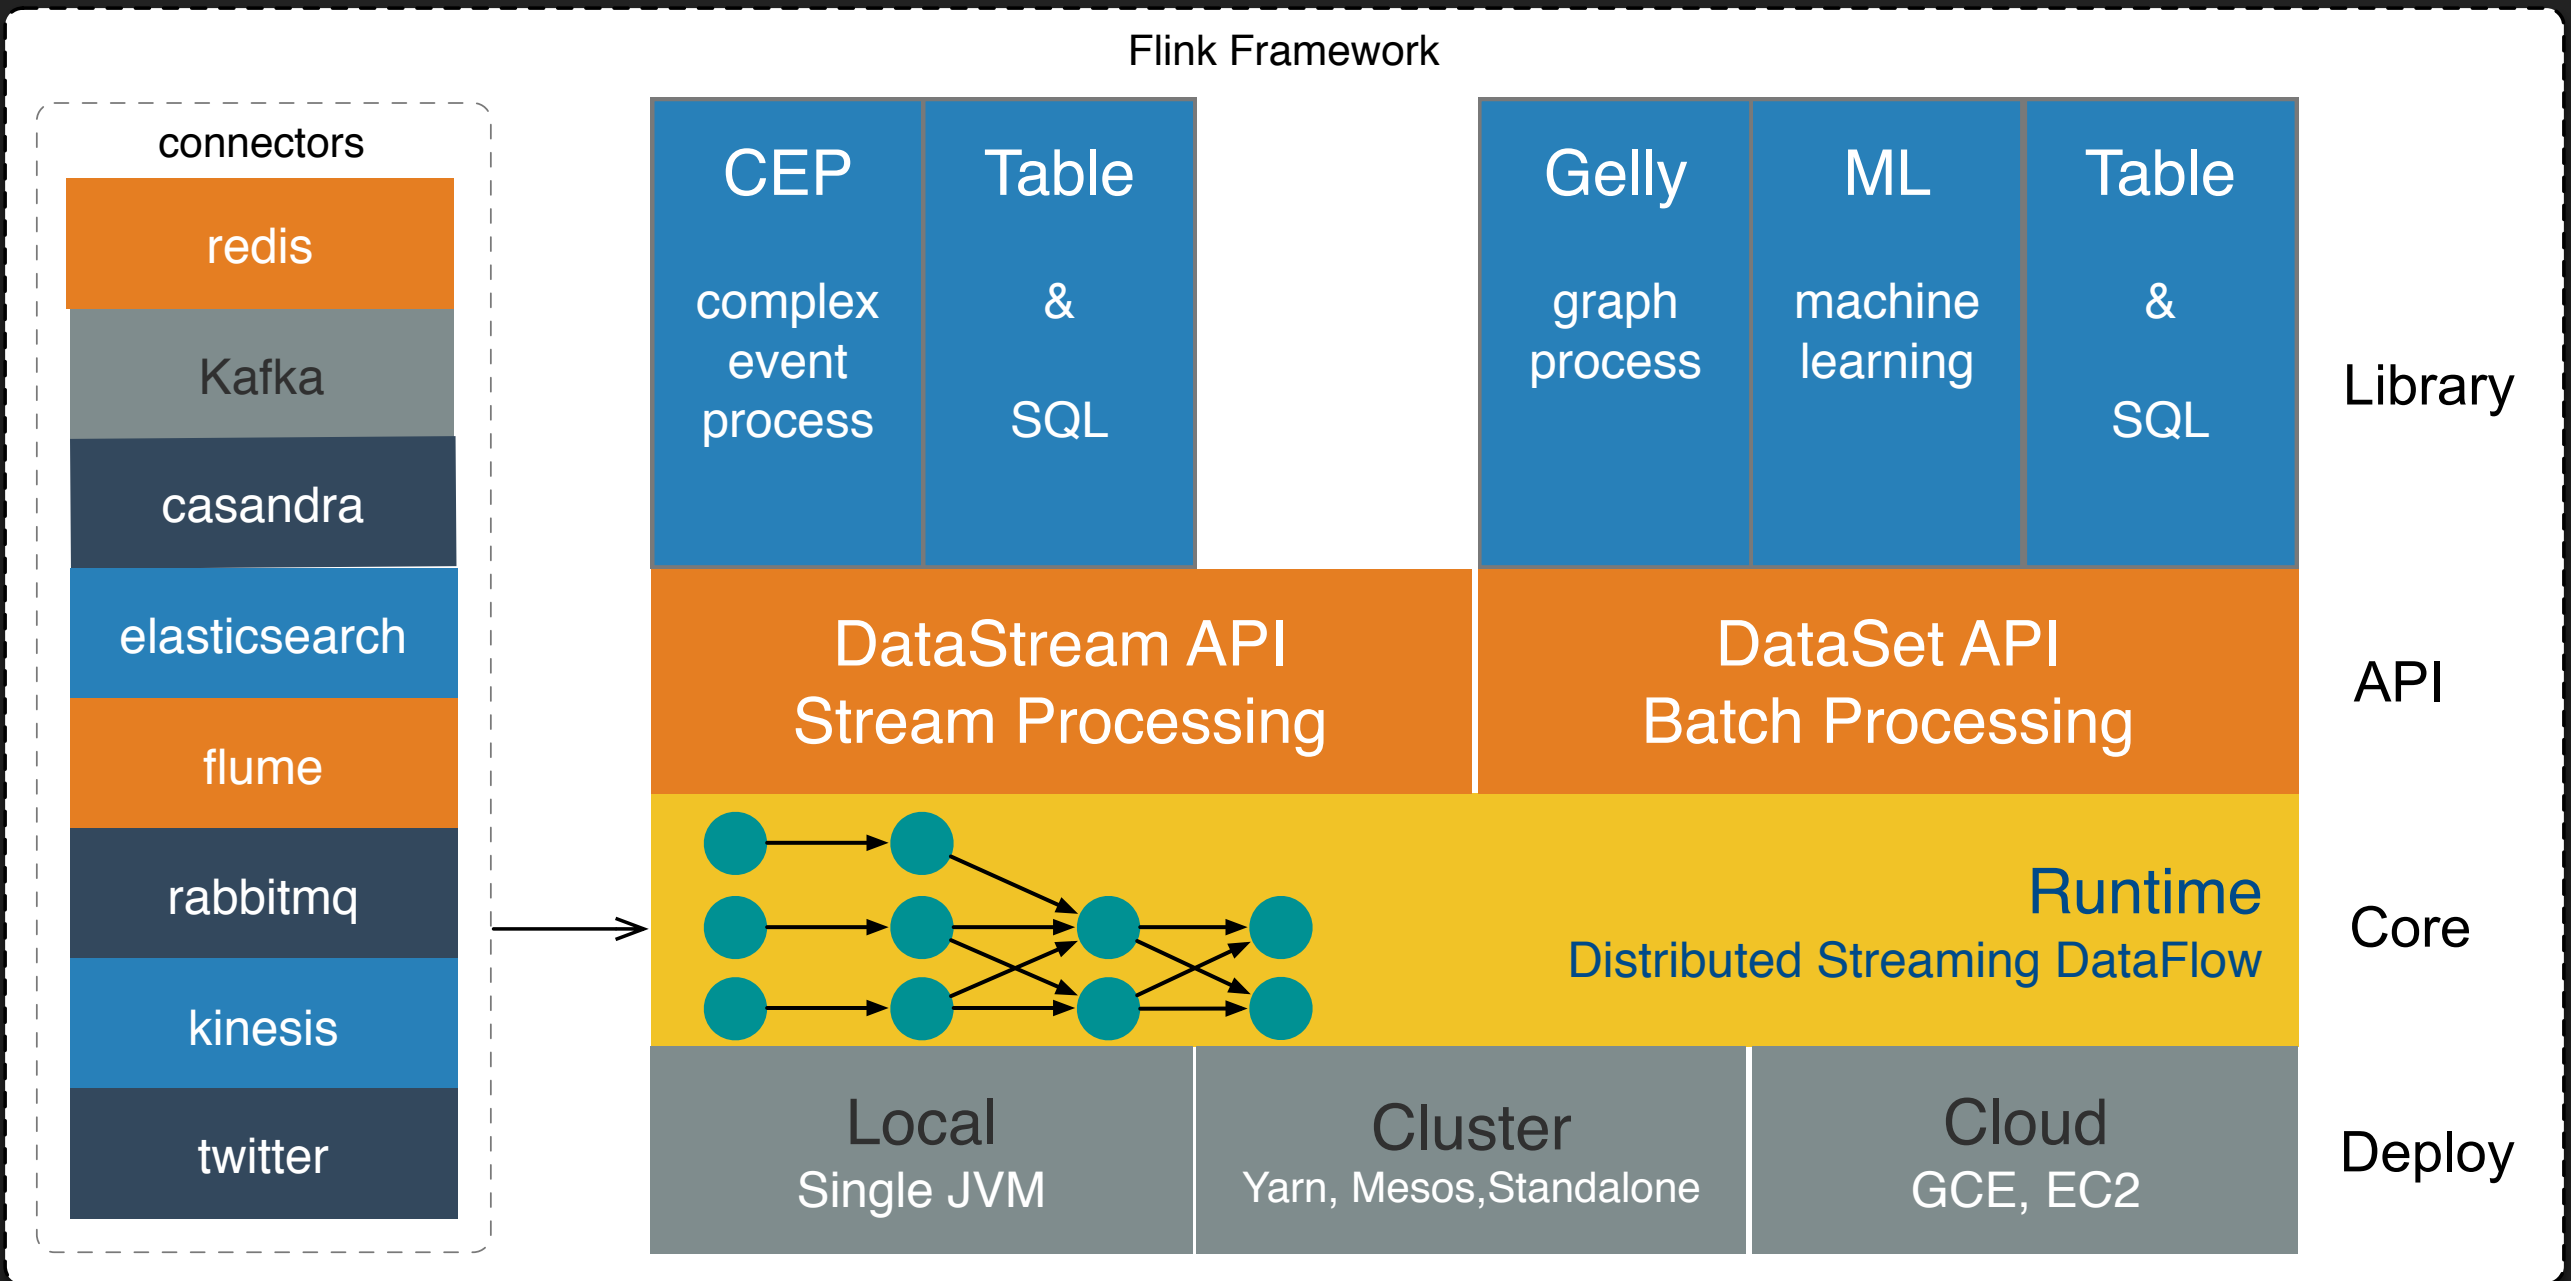 Flink Framework
connectors
redis
Kafka
casandra
elasticsearch
flume
rabbitmq
kinesis
twitter
CEP
complex
event
process
Table
&
SQL
Gelly
graph
process
ML
machine
learning
Table
&
SQL
Library
DataStream API
Stream Processing
DataSet API
Batch Processing
API
Runtime
Distributed Streaming DataFlow
Core
Local
Single JVM
Cluster
Yarn, Mesos,Standalone
Cloud
GCE, EC2
Deploy